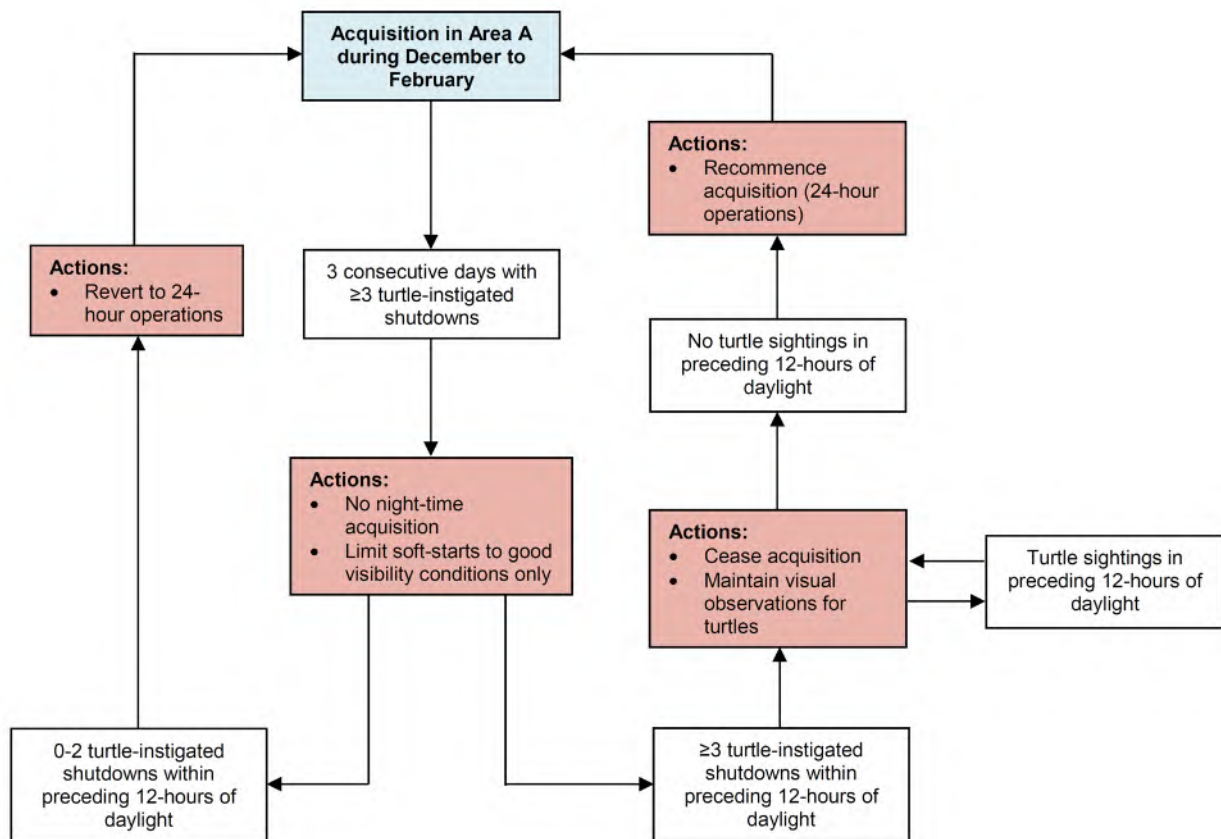 Acquisition in Area A
during December to
February
Actions:
• Recommence
acquisition (24-hour
operations)
Actions:
• Revert to 24-
hour operations
3 consecutive days with
≥3 turtle-instigated
shutdowns
No turtle sightings in
preceding 12-hours of
daylight
Actions:
• No night-time
acquisition
• Limit soft-starts to good
visibility conditions only
Actions:
• Cease acquisition
• Maintain visual
observations for
turtles
Turtle sightings in
preceding 12-hours of
daylight
0-2 turtle-instigated
shutdowns within
preceding 12-hours of
daylight
≥3 turtle-instigated
shutdowns within
preceding 12-hours of
daylight